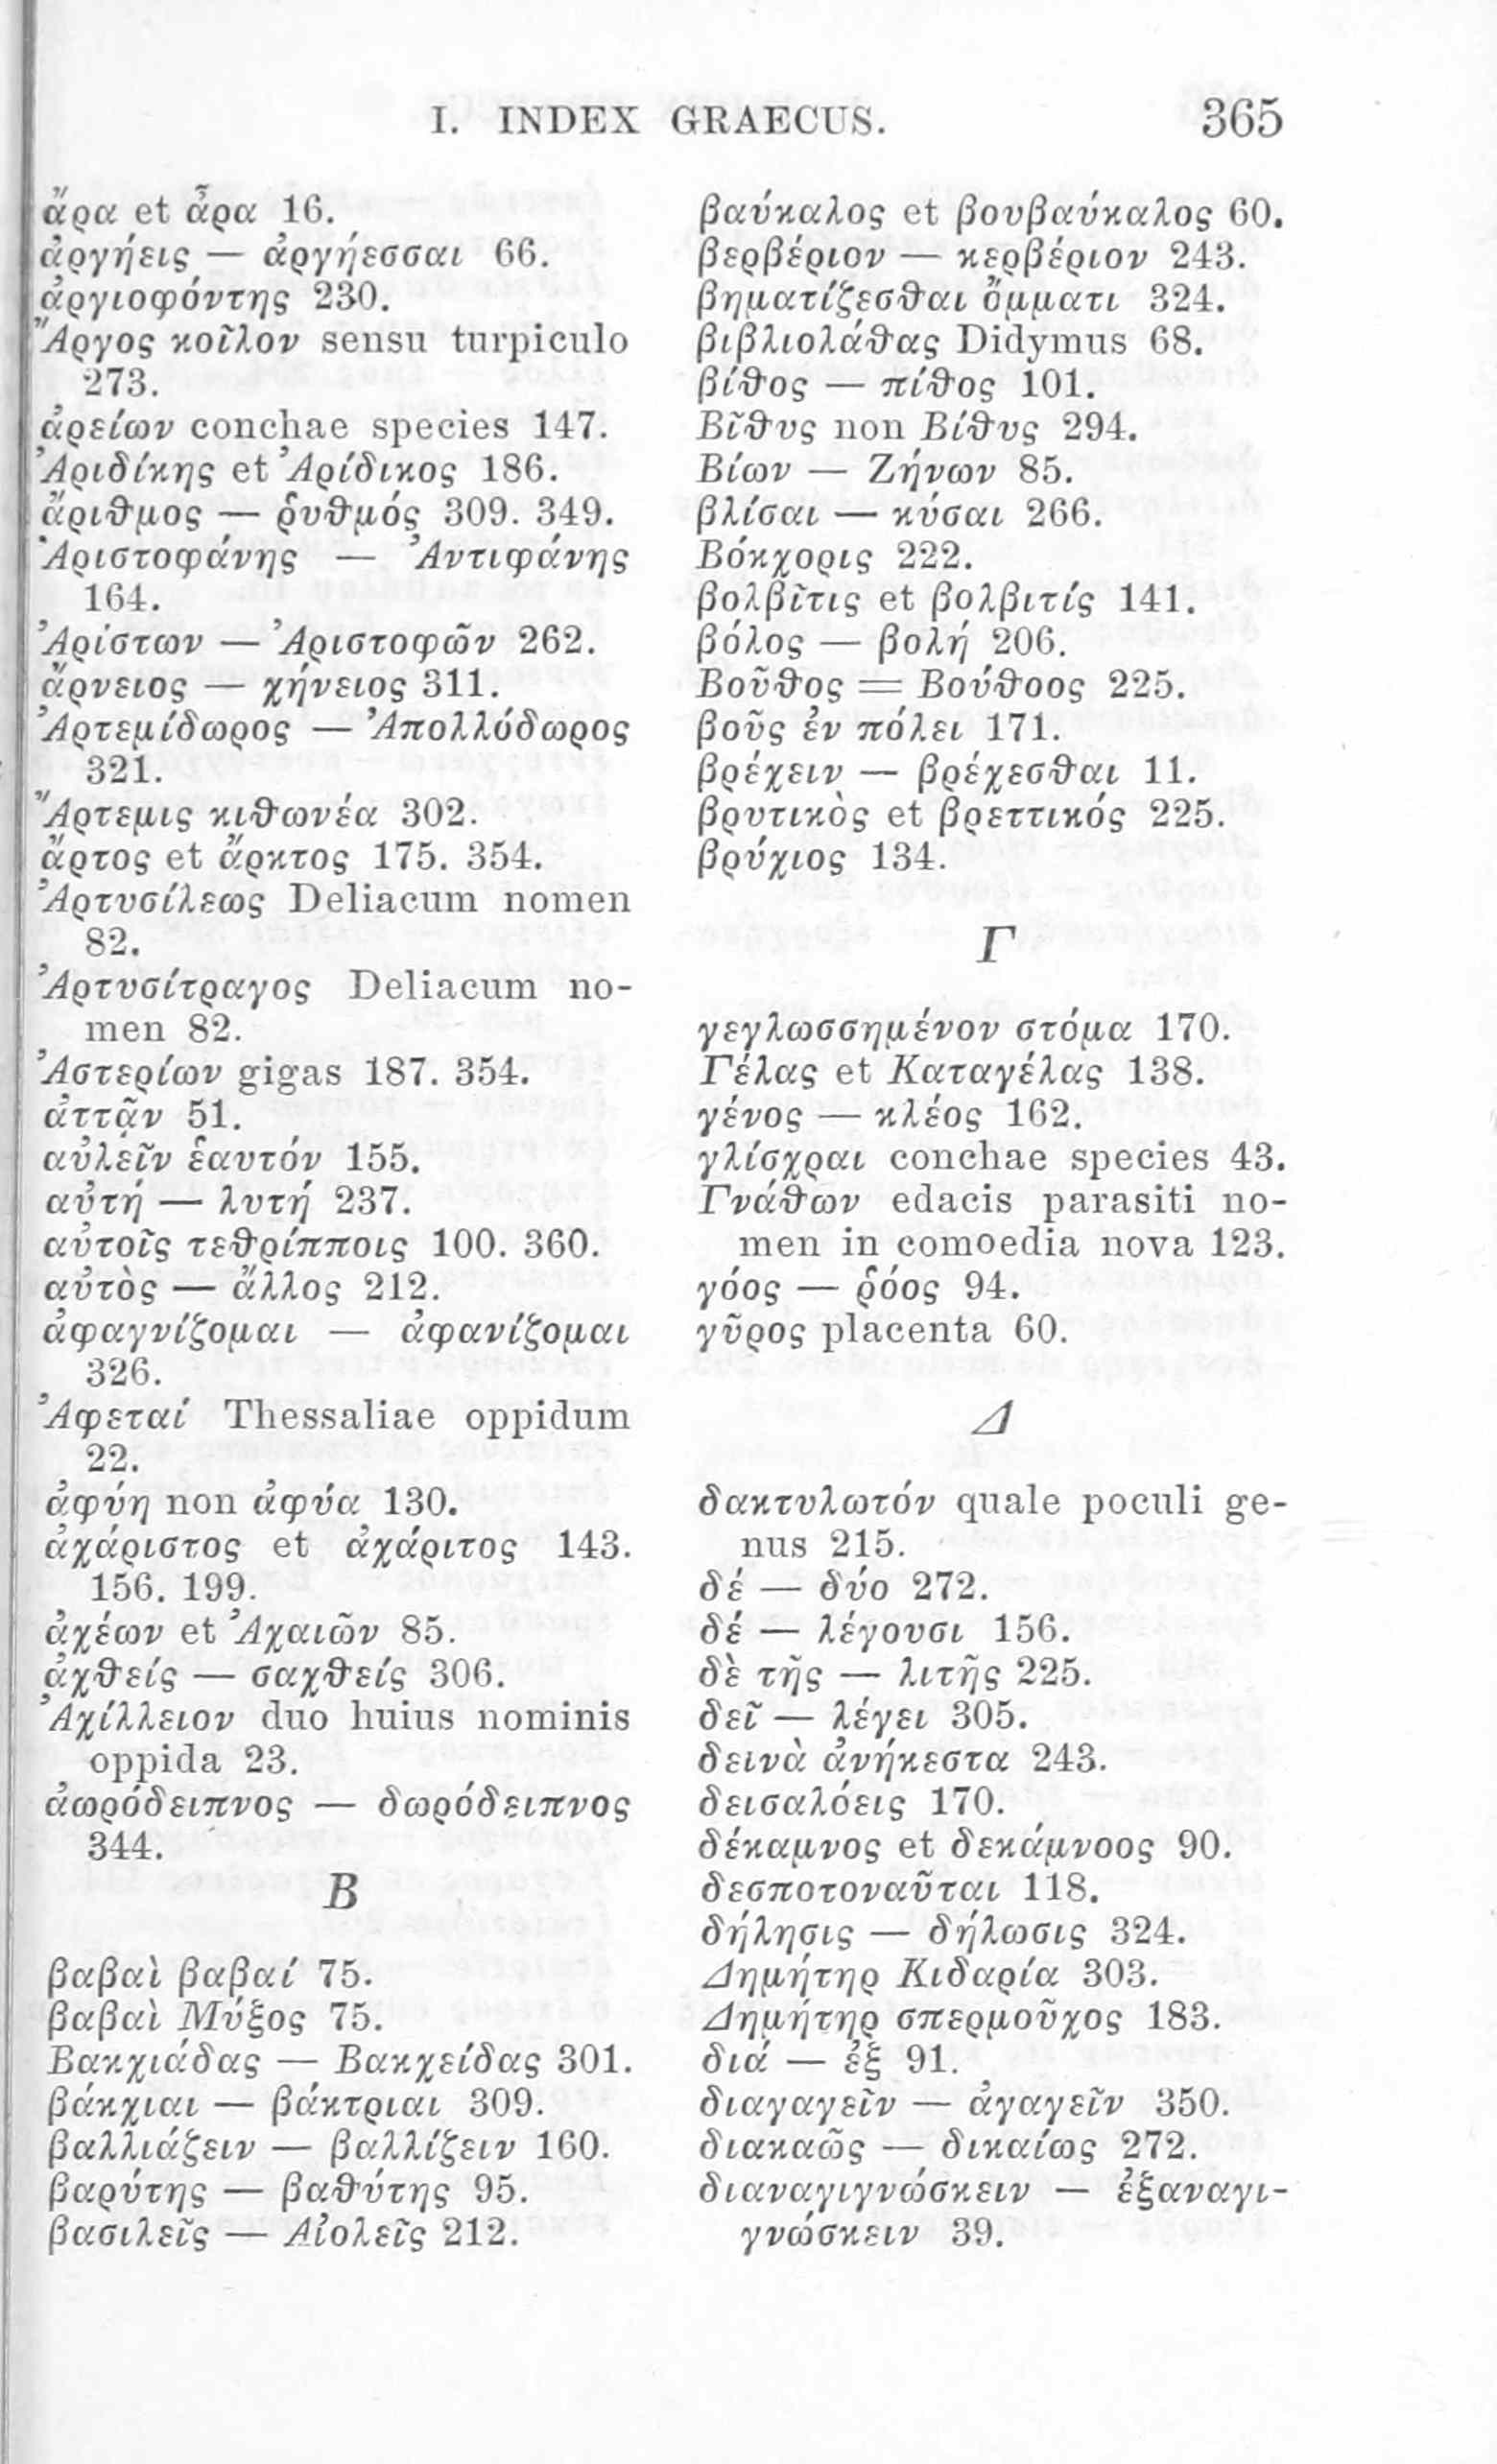 I. INDEX GRAECUS. 365
ἄρα et ἆρα 16.
ἀργήεις — ἀργήεσσαι 66.
ἀργιοφόντης 230.
Ἄργος κοῖλον sensu turpiculo
273.
ἀρείων conchae species 147.
Ἀριδίκης et Ἀρίδικος 186.
ἄριθμος — ῥυθμός 309. 349.
Ἀριστοφάνης — Ἀντιφάνης
164.
Ἀρίστων — Ἀριστοφῶν 262.
ἄρνειος — χήνειος 311.
Ἀρτεμίδωρος — Ἀπολλόδωρος
321.
Ἄρτεμις κιθωνέα 302.
ἄρτος et ἄρκτος 175. 354.
Ἀρτυσίλεως Deliacum nomen
82.
Ἀρτυσίτραγος Deliacum no-
men 82.
Ἀστερίων gigas 187. 354.
ἀττᾶν 51.
αὐλεῖν ἑαυτόν 155.
αὐτή — λυτή 237.
αὐτοῖς τεθρίπποις 100. 360.
αὐτὸς — ἄλλος 212.
ἀφαγνίζομαι — ἀφανίζομαι
326.
Ἀφεταί Thessaliae oppidum
22.
ἀφύη non ἀφύα 130.
ἀχάριστος et ἀχάριτος 143.
156. 199.
ἀχέων et Ἀχαιῶν 85.
ἀχθείς — σαχθείς 306.
Ἀχίλλειον duo huius nominis
oppida 23.
ἀωρόδειπνος — δωρόδειπνος
344.
Β
βαβαὶ βαβαί 75.
βαβαὶ Μύξος 75.
Βακχιάδας — Βακχείδας 301.
βάκχιαι — βάκτριαι 309.
βαλλιάζειν — βαλλίζειν 160.
βαρύτης — βαθύτης 95.
βασιλεῖς — Αἰολεῖς 212.
βαύκαλος et βουβαύκαλος 60.
βερβέριον — κερβέριον 243.
βηματίζεσθαι ὄμματι 324.
βιβλιολάθας Didymus 68.
βίθος — πίθος 101.
Βῖθυς non Βίθυς 294.
Βίων — Ζήνων 85.
βλίσαι — κύσαι 266.
Βόκχορις 222.
βολβῖτις et βολβιτίς 141.
βόλος — βολή 206.
Βοῦθος = Βούθοος 225.
βοῦς ἐν πόλει 171.
βρέχειν — βρέχεσθαι 11.
βρυτικὸς et βρεττικός 225.
βρύχιος 134.
Γ
γεγλωσσημένον στόμα 170.
Γέλας et Καταγέλας 138.
γένος — κλέος 162.
γλίσχραι conchae species 43.
Γνάθων edacis parasiti no-
men in comoedia nova 123.
γόος — ῥόος 94.
γῦρος placenta 60.
Δ
δακτυλωτόν quale poculi ge-
nus 215.
δέ — δύο 272.
δέ — λέγουσι 156.
δὲ τῆς — λιτῆς 225.
δεῖ — λέγει 305.
δεινὰ ἀνήκεστα 243.
δεισαλόεις 170.
δέκαμνος et δεκάμνοος 90.
δεσποτοναῦται 118.
δήλησις — δήλωσις 324.
Δημήτηρ Κιδαρία 303.
Δημήτηρ σπερμοῦχος 183.
διά — ἐξ 91.
διαγαγεῖν — ἀγαγεῖν 350.
διακαῶς — δικαίως 272.
διαναγιγνώσκειν — ἐξαναγι-
γνώσκειν 39.